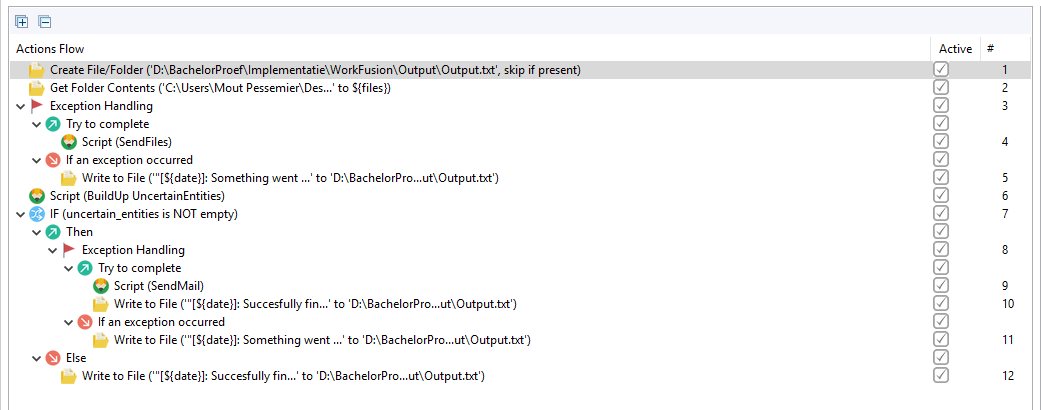 Actions Flow Active #
Create File/Folder ('D:\BachelorProef\Implementatie\WorkFusion\Output\Output.txt', skip if present) 1
Get Folder Contents ('C:\Users\Mout Pessemier\Des...' to ${files}) 2
Exception Handling 3
Try to complete
Script (SendFiles) 4
If an exception occurred
Write to File ('"[${date}]: Something went ...' to 'D:\BachelorPro...ut\Output.txt') 5
Script (BuildUp UncertainEntities) 6
IF (uncertain_entities is NOT empty) 7
Then
Exception Handling 8
Try to complete
Script (SendMail) 9
Write to File ('"[${date}]: Succesfully fin...' to 'D:\BachelorPro...ut\Output.txt') 10
If an exception occurred
Write to File ('"[${date}]: Something went ...' to 'D:\BachelorPro...ut\Output.txt') 11
Else
Write to File ('"[${date}]: Succesfully fin...' to 'D:\BachelorPro...ut\Output.txt') 12